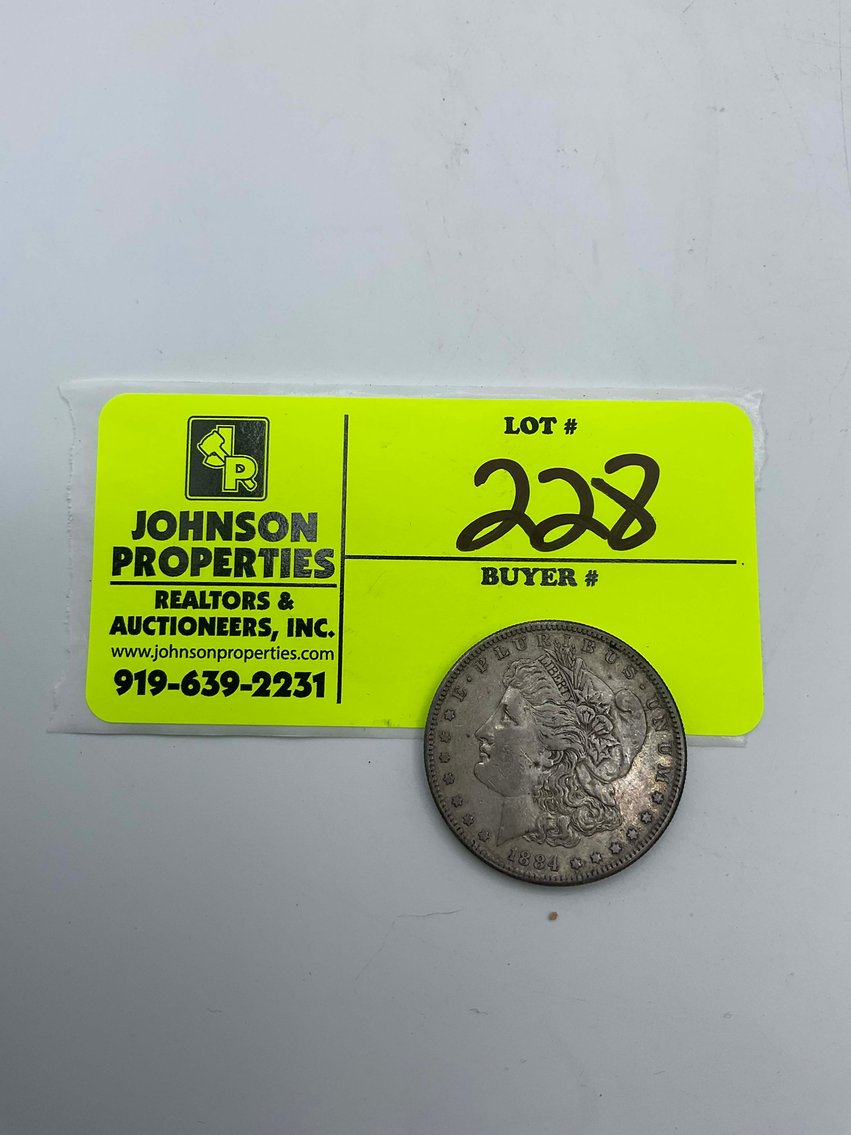 JR
JOHNSON
PROPERTIES
REALTORS &
AUCTIONEERS, INC.
www.johnsonproperties.com
919-639-2231
LOT #
228
BUYER #
E · PLURIBUS · UNUM
LIBERTY
1884